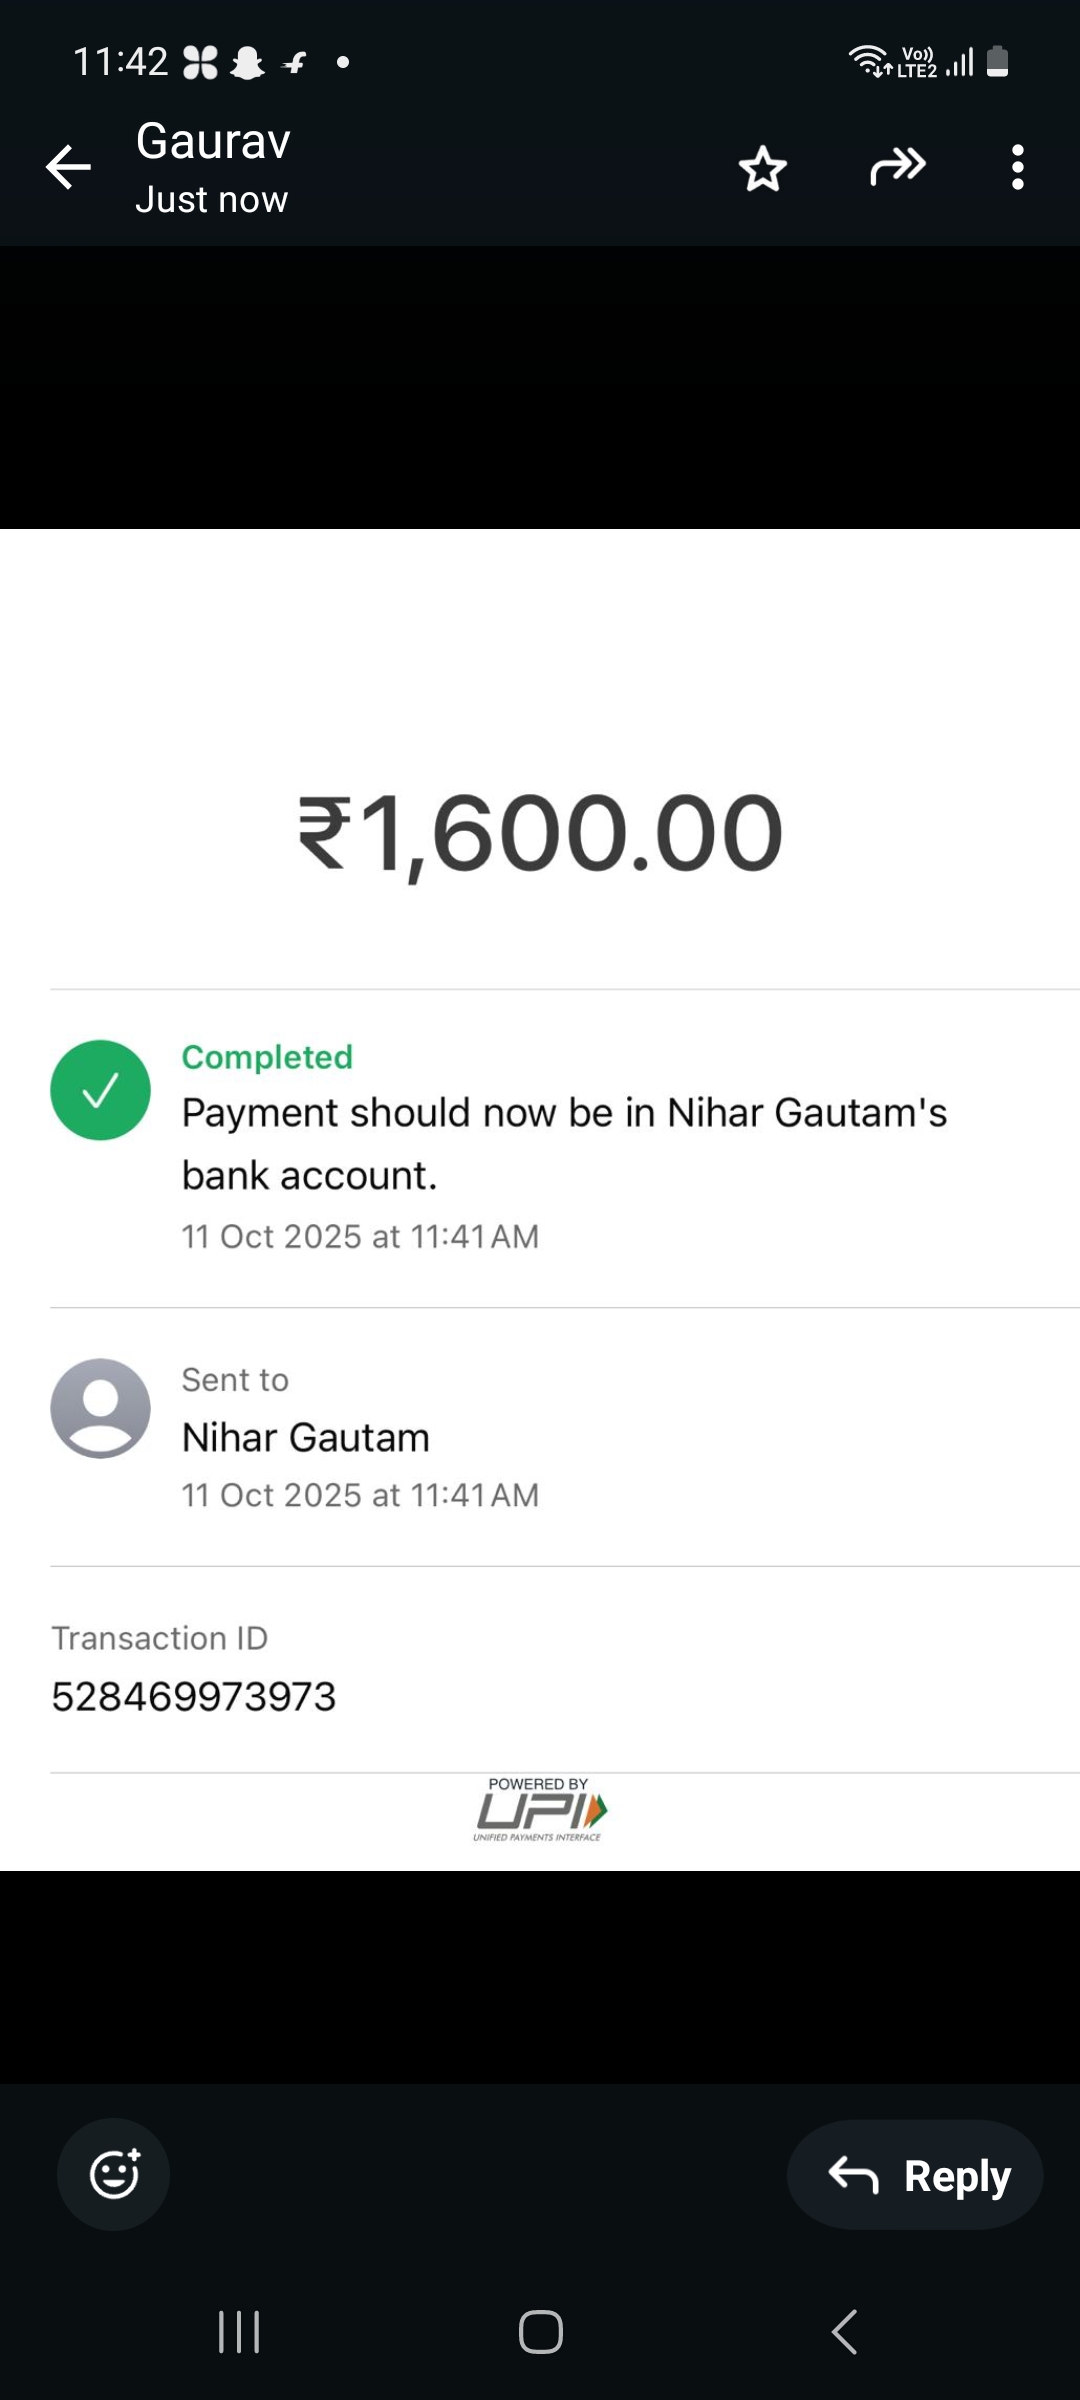 11:42
Vo))
LTE2
Gaurav
Just now
₹1,600.00
Completed
Payment should now be in Nihar Gautam's
bank account.
11 Oct 2025 at 11:41 AM
Sent to
Nihar Gautam
11 Oct 2025 at 11:41 AM
Transaction ID
528469973973
POWERED BY
UPI
UNIFIED PAYMENTS INTERFACE
Reply